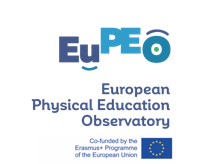 EuPEO
European
Physical Education
Observatory
Co-funded by the
Erasmus+ Programme
of the European Union